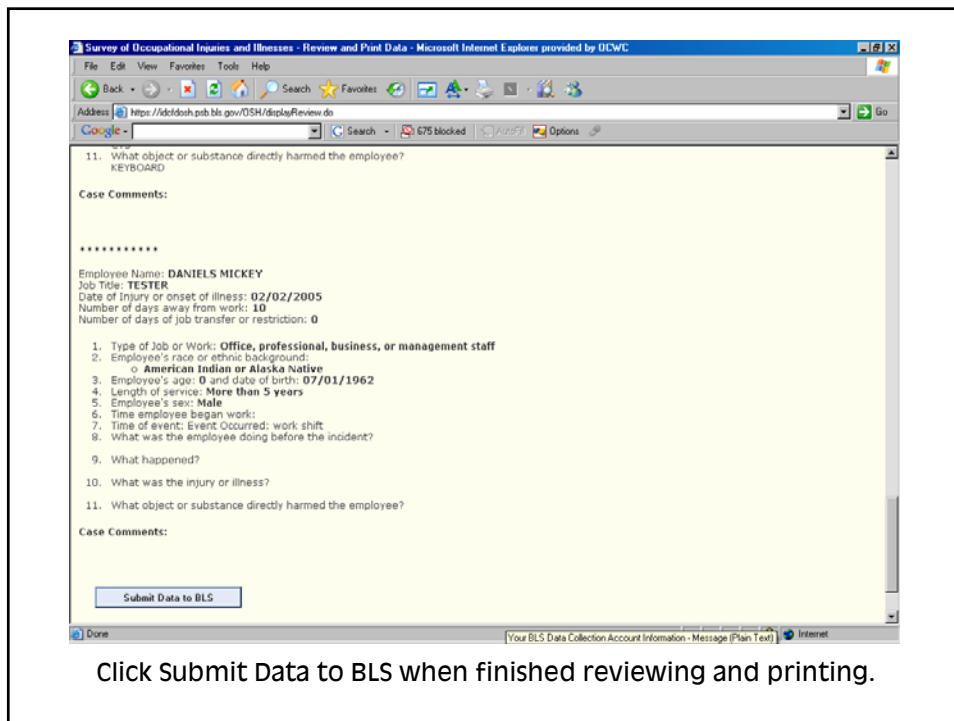 Survey of Occupational Injuries and Illnesses - Review and Print Data - Microsoft Internet Explorer provided by OCWC
File Edit View Favorites Tools Help
Back Search Favorites
Address https://idcfdosh.psb.bls.gov/OSH/displayReview.do Go
Google Search 675 blocked AutoFill Options
11. What object or substance directly harmed the employee?
KEYBOARD
Case Comments:
* * * * * * * * * * *
Employee Name: DANIELS MICKEY
Job Title: TESTER
Date of Injury or onset of illness: 02/02/2005
Number of days away from work: 10
Number of days of job transfer or restriction: 0
1. Type of Job or Work: Office, professional, business, or management staff
2. Employee's race or ethnic background:
o American Indian or Alaska Native
3. Employee's age: 0 and date of birth: 07/01/1962
4. Length of service: More than 5 years
5. Employee's sex: Male
6. Time employee began work:
7. Time of event: Event Occurred: work shift
8. What was the employee doing before the incident?
9. What happened?
10. What was the injury or illness?
11. What object or substance directly harmed the employee?
Case Comments:
Submit Data to BLS
Done Your BLS Data Collection Account Information - Message (Plain Text) Internet
Click Submit Data to BLS when finished reviewing and printing.